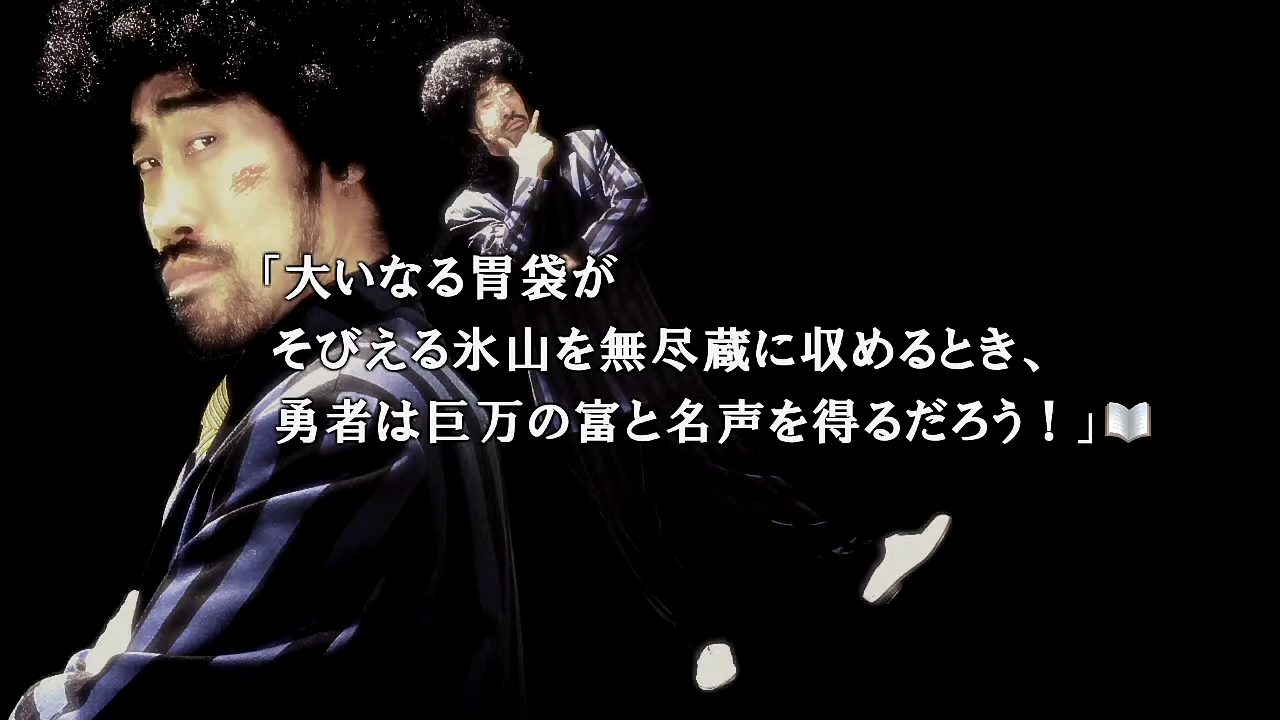 「大いなる胃袋が
そびえる氷山を無尽蔵に収めるとき、
勇者は巨万の富と名声を得るだろう！」